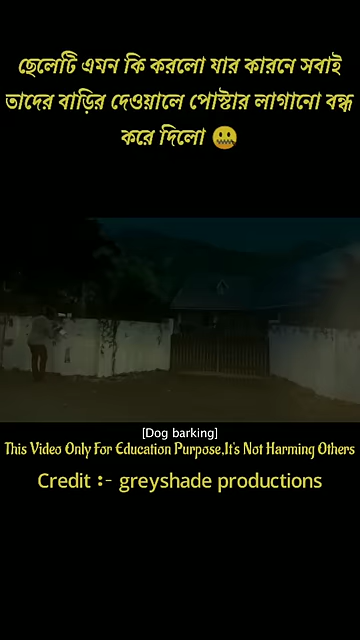 ছেলেটি এমন কি করলো যার কারনে সবাই
তাদের বাড়ির দেওয়ালে পোস্টার লাগানো বন্ধ
করে দিলো 🤐
[Dog barking]
This Video Only For Education Purpose,It's Not Harming Others
Credit :- greyshade productions